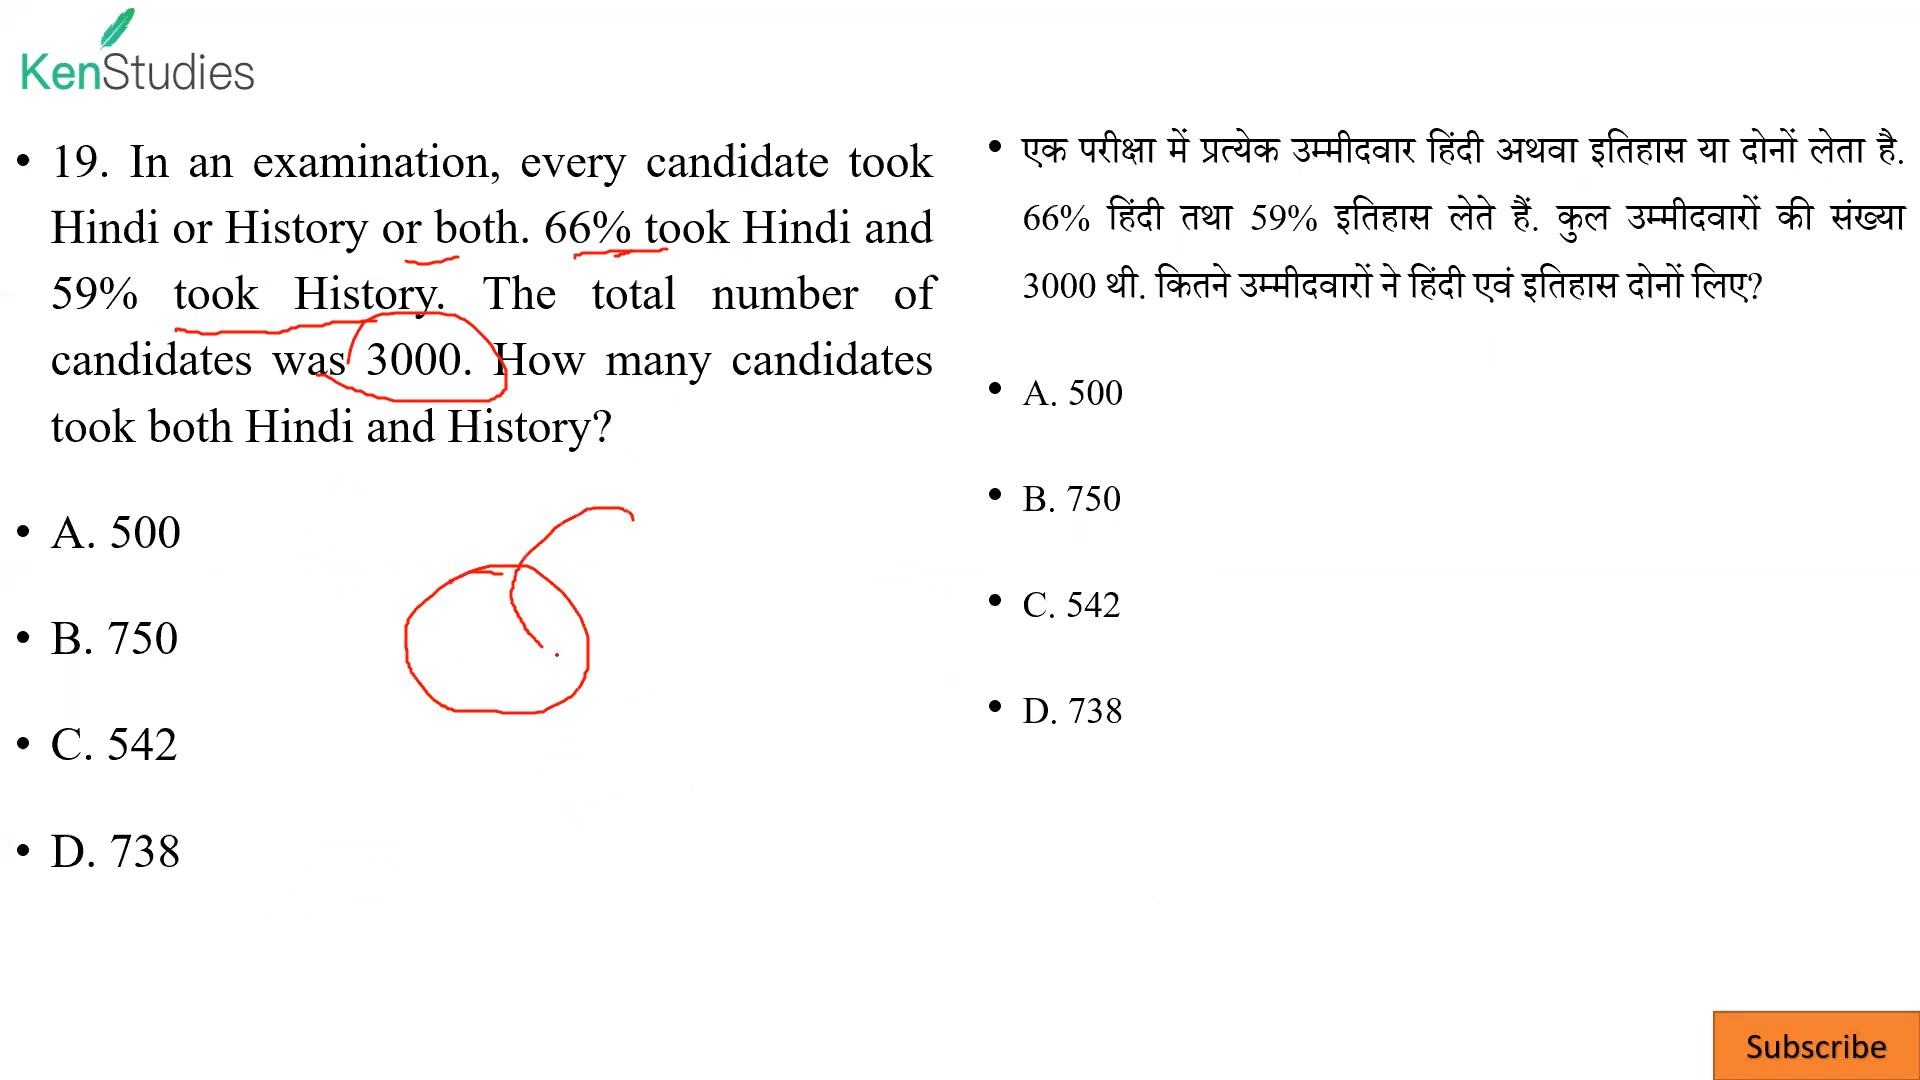 KenStudies
• 19. In an examination, every candidate took
Hindi or History or both. 66% took Hindi and
59% took History. The total number of
candidates was 3000. How many candidates
took both Hindi and History?
• A. 500
• B. 750
• C. 542
• D. 738
• एक परीक्षा में प्रत्येक उम्मीदवार हिंदी अथवा इतिहास या दोनों लेता है.
66% हिंदी तथा 59% इतिहास लेते हैं. कुल उम्मीदवारों की संख्या
3000 थी. कितने उम्मीदवारों ने हिंदी एवं इतिहास दोनों लिए?
• A. 500
• B. 750
• C. 542
• D. 738
Subscribe